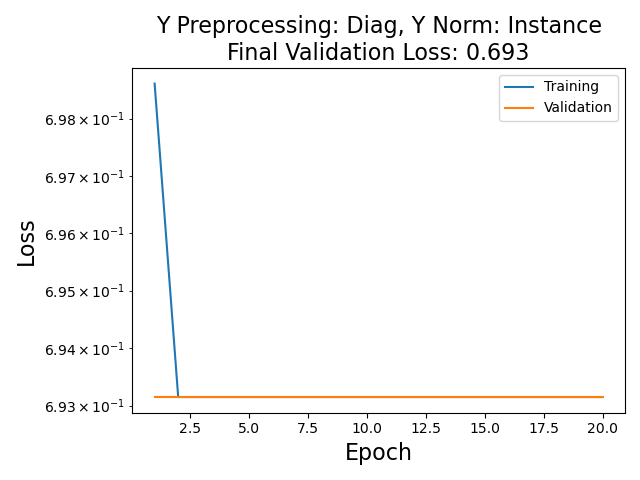 Y Preprocessing: Diag, Y Norm: Instance
Final Validation Loss: 0.693
Training
Validation
6.98 × 10⁻¹
6.97 × 10⁻¹
6.96 × 10⁻¹
6.95 × 10⁻¹
6.94 × 10⁻¹
6.93 × 10⁻¹
Loss
2.5 5.0 7.5 10.0 12.5 15.0 17.5 20.0
Epoch